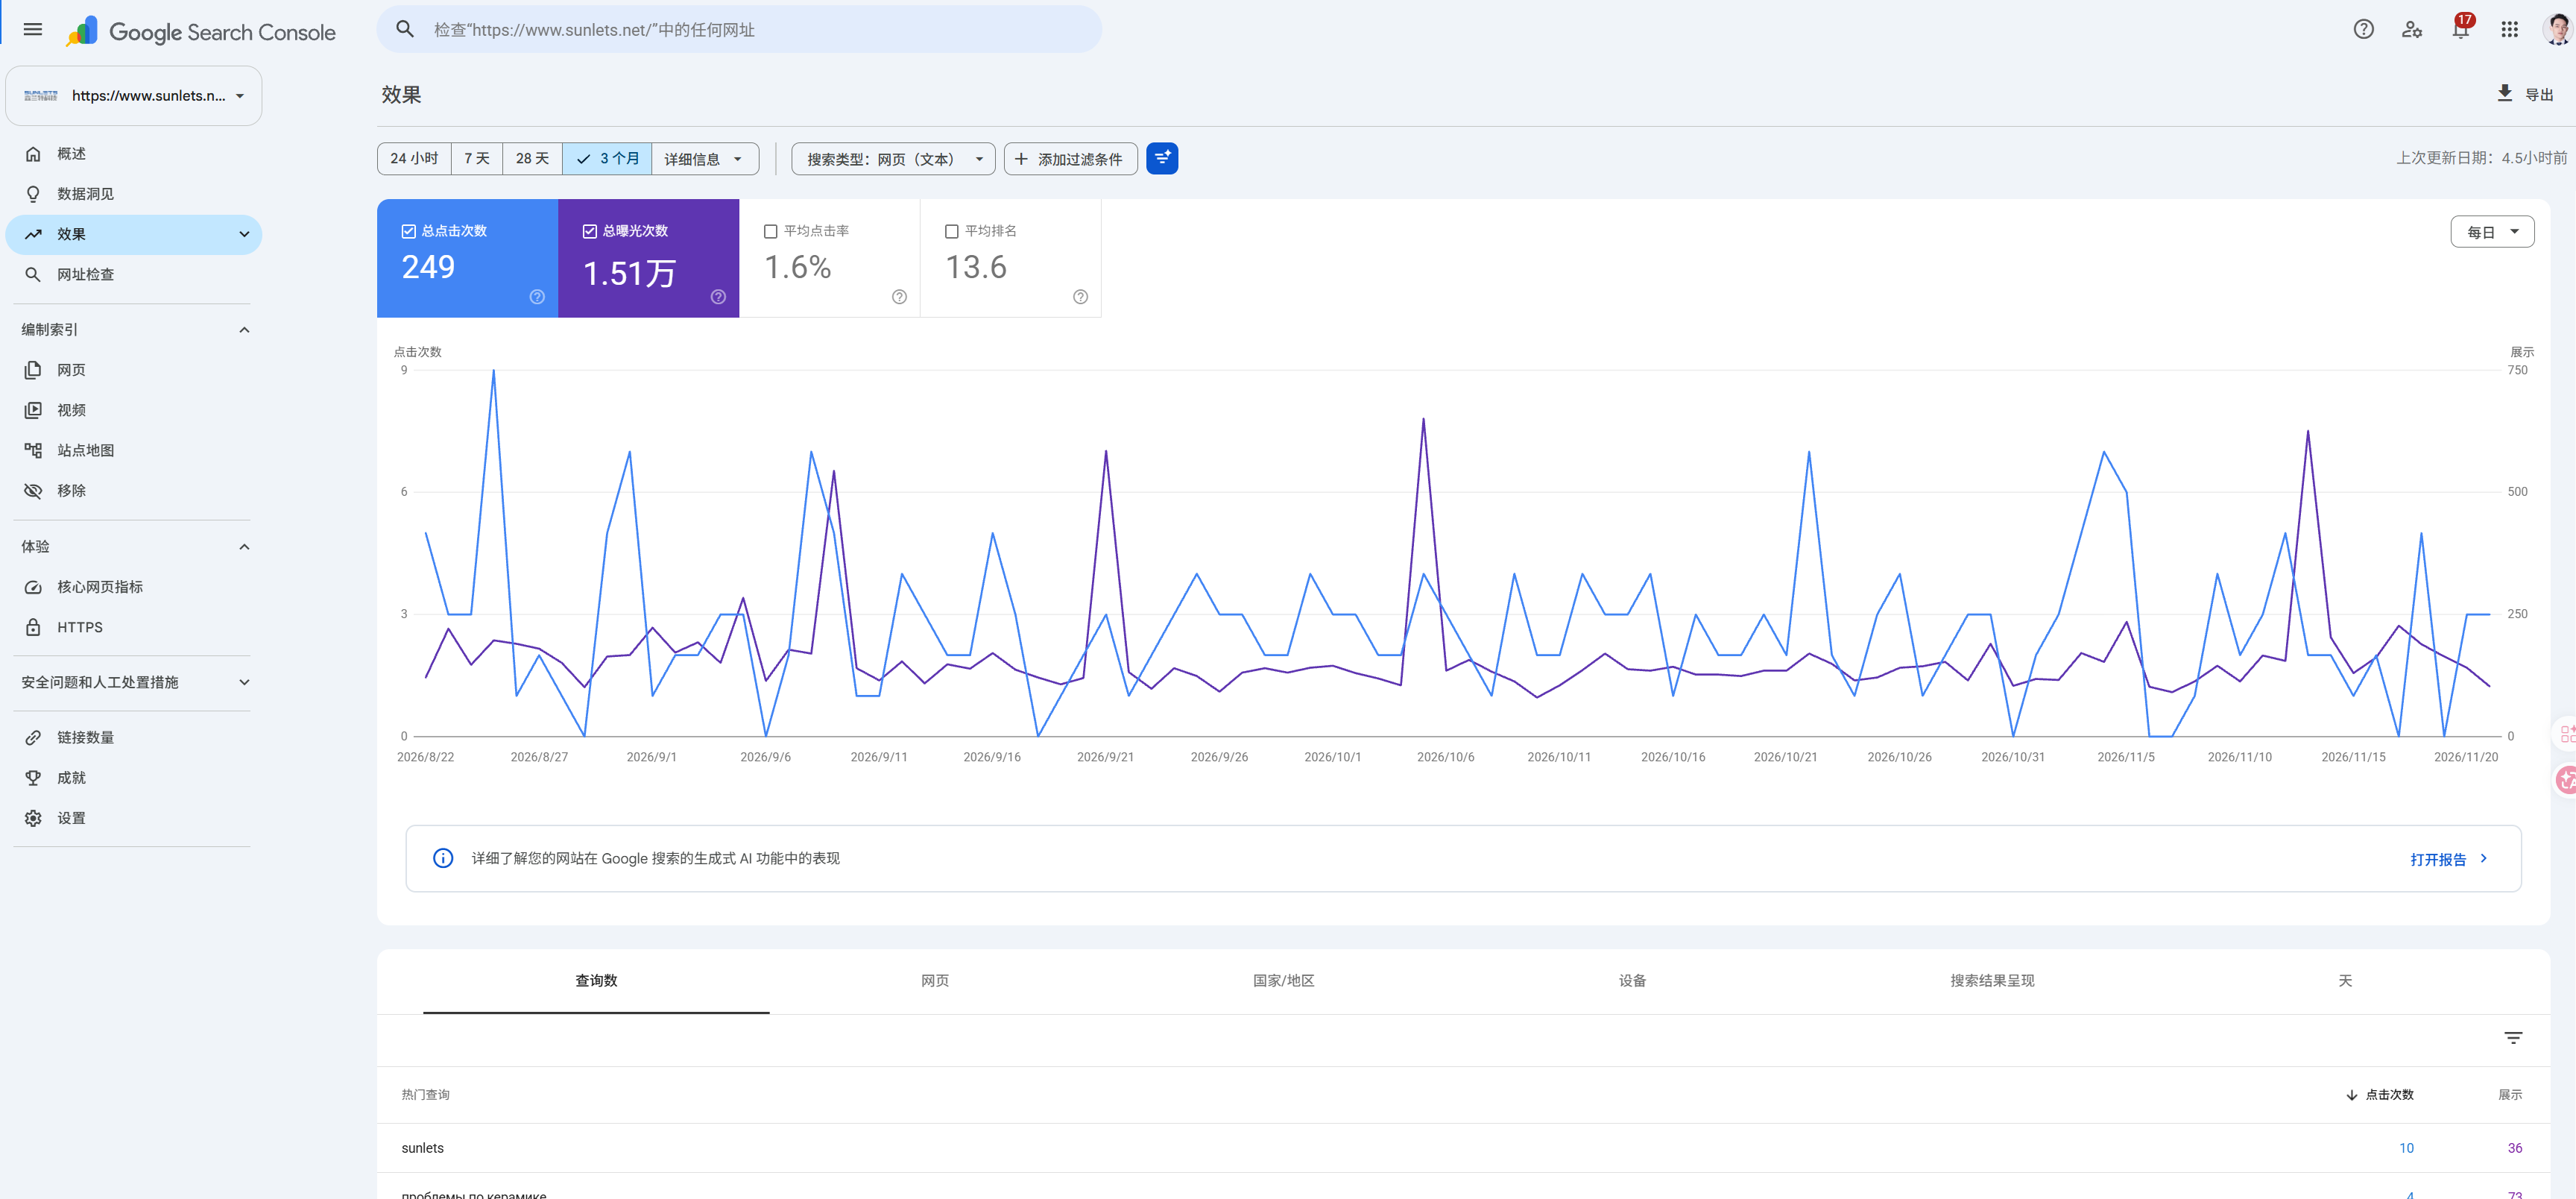 Google Search Console
检查“https://www.sunlets.net/”中的任何网址
17
SUNLETS
https://www.sunlets.n...
概述
数据洞见
效果
网址检查
编制索引
网页
视频
站点地图
移除
体验
核心网页指标
HTTPS
安全问题和人工处置措施
链接数量
成就
设置
效果
导出
24 小时 7 天 28 天 3 个月 详细信息 搜索类型：网页（文本） 添加过滤条件 上次更新日期：4.5小时前
总点击次数 总曝光次数 平均点击率 平均排名
249 1.51万 1.6% 13.6
每日
点击次数 展示
9 750
6 500
3 250
0 0
2026/8/22 2026/8/27 2026/9/1 2026/9/6 2026/9/11 2026/9/16 2026/9/21 2026/9/26 2026/10/1 2026/10/6 2026/10/11 2026/10/16 2026/10/21 2026/10/26 2026/10/31 2026/11/5 2026/11/10 2026/11/15 2026/11/20
详细了解您的网站在 Google 搜索的生成式 AI 功能中的表现 打开报告
查询数 网页 国家/地区 设备 搜索结果呈现 天
热门查询 点击次数 展示
sunlets 10 36
проблемы по керамике 4 73